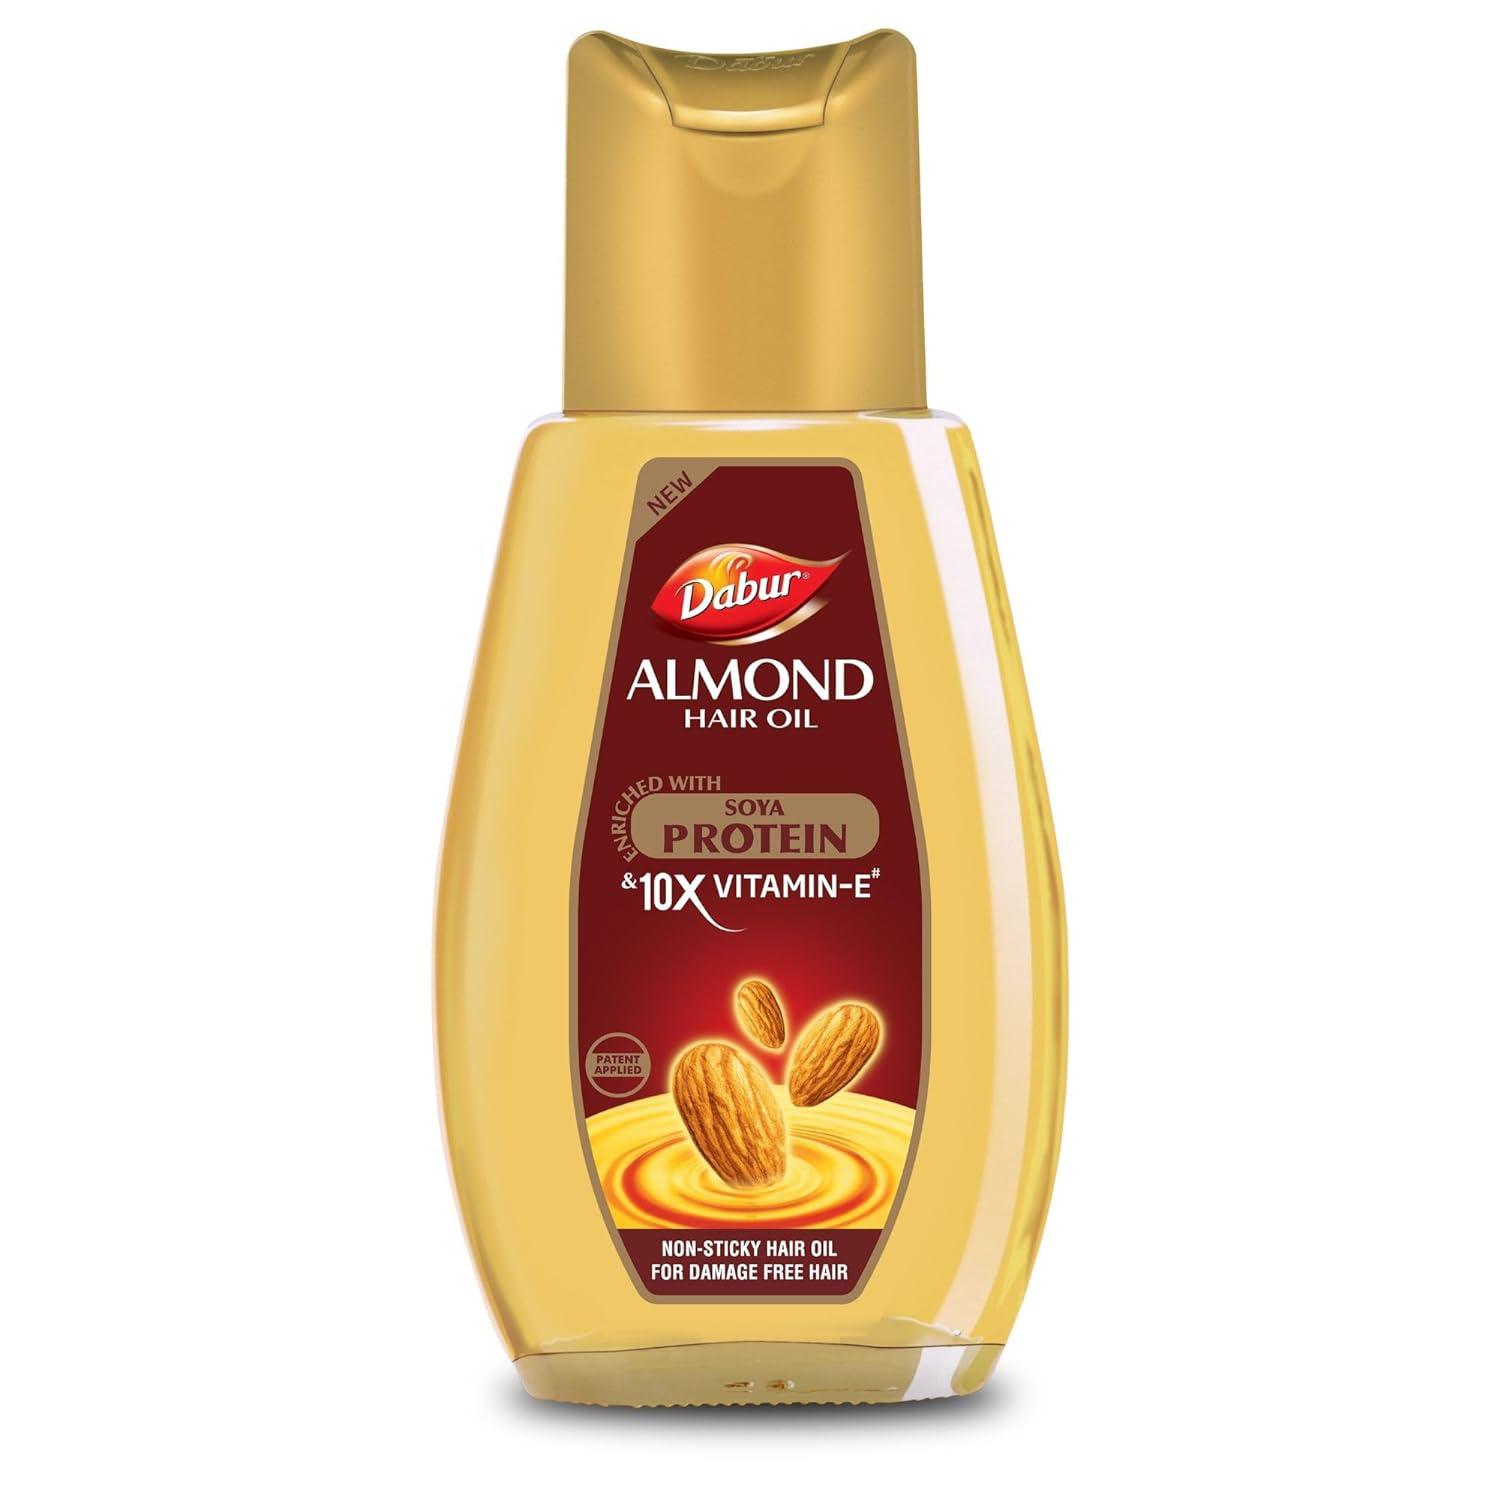 Dabur
NEW
Dabur®
ALMOND
HAIR OIL
ENRICHED WITH
SOYA
PROTEIN
& 10X VITAMIN-E#
PATENT
APPLIED
NON-STICKY HAIR OIL
FOR DAMAGE FREE HAIR